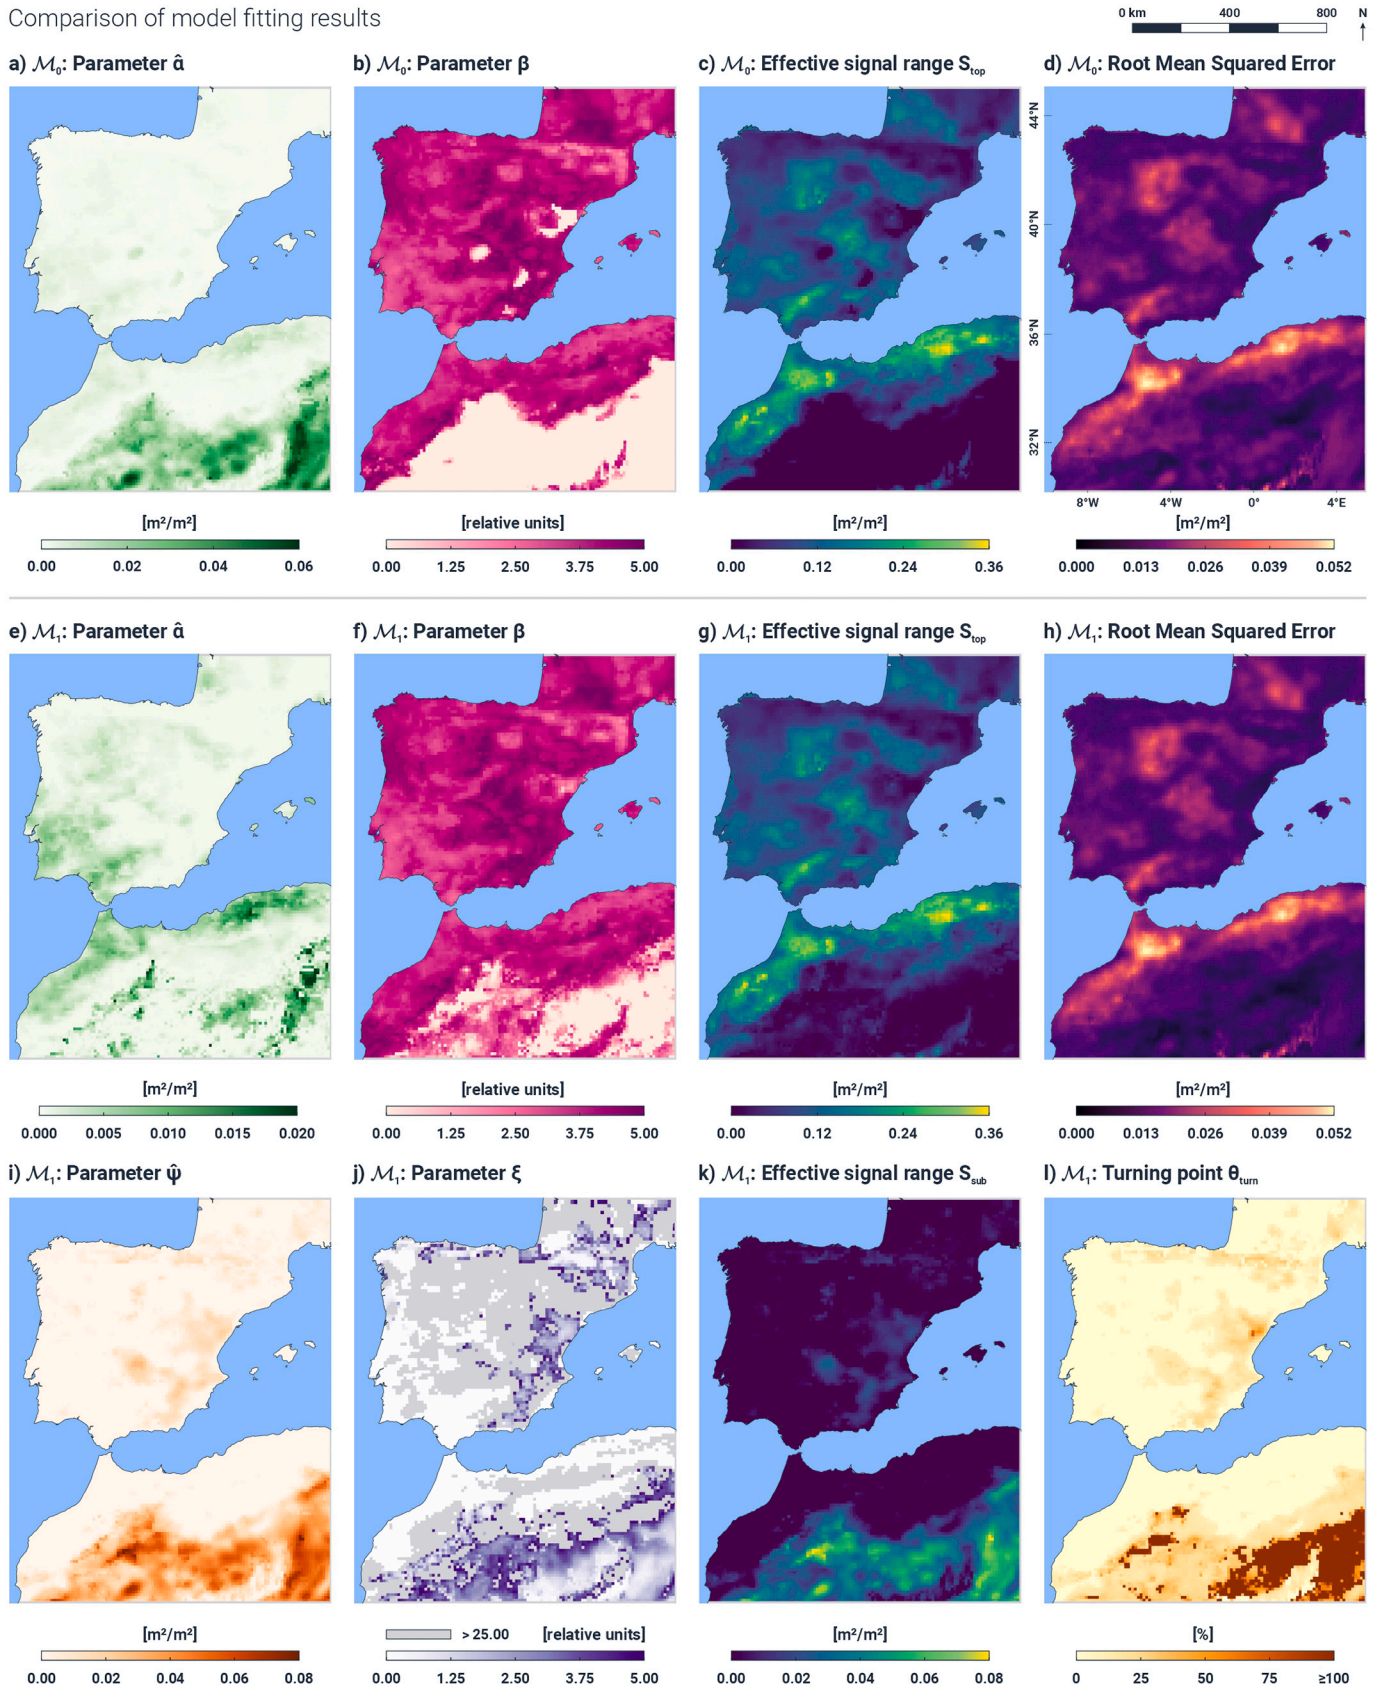 Comparison of model fitting results
0 km 400 800 N
a) ℳ₀: Parameter α̂
b) ℳ₀: Parameter β
c) ℳ₀: Effective signal range S_top
d) ℳ₀: Root Mean Squared Error
44°N
40°N
36°N
32°N
8°W 4°W 0° 4°E
[m²/m²]
0.00 0.02 0.04 0.06
[relative units]
0.00 1.25 2.50 3.75 5.00
[m²/m²]
0.00 0.12 0.24 0.36
[m²/m²]
0.000 0.013 0.026 0.039 0.052
e) ℳ₁: Parameter α̂
f) ℳ₁: Parameter β
g) ℳ₁: Effective signal range S_top
h) ℳ₁: Root Mean Squared Error
[m²/m²]
0.000 0.005 0.010 0.015 0.020
[relative units]
0.00 1.25 2.50 3.75 5.00
[m²/m²]
0.00 0.12 0.24 0.36
[m²/m²]
0.000 0.013 0.026 0.039 0.052
i) ℳ₁: Parameter ψ̂
j) ℳ₁: Parameter ξ
k) ℳ₁: Effective signal range S_sub
l) ℳ₁: Turning point θ_turn
[m²/m²]
0.00 0.02 0.04 0.06 0.08
> 25.00 [relative units]
0.00 1.25 2.50 3.75 5.00
[m²/m²]
0.00 0.02 0.04 0.06 0.08
[%]
0 25 50 75 ≥100